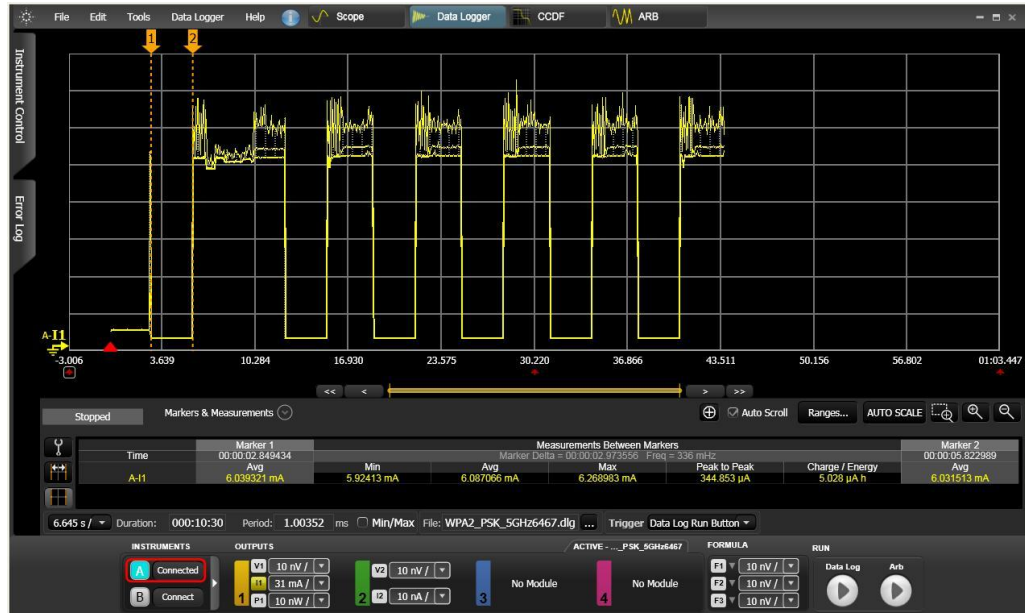 File Edit Tools Data Logger Help Scope Data Logger CCDF ARB
Instrument Control
Error Log
1 2
A-I1
-3.006 3.639 10.284 16.930 23.575 30.220 36.866 43.511 50.156 56.802 01:03.447
<< < > >>
Stopped Markers & Measurements Auto Scroll Ranges... AUTO SCALE
Marker 1 Measurements Between Markers Marker 2
Time 00:00:02.849434 Marker Delta = 00:00:02.973556 Freq = 336 mHz 00:00:05.822989
Avg Min Avg Max Peak to Peak Charge / Energy Avg
A-I1 6.039321 mA 5.92413 mA 6.087066 mA 6.268983 mA 344.853 µA 5.028 µA h 6.031513 mA
6.645 s / Duration: 000:10:30 Period: 1.00352 ms Min/Max File: WPA2_PSK_5GHz6467.dlg ... Trigger Data Log Run Button
INSTRUMENTS OUTPUTS ACTIVE - ..._PSK_5GHz6467 FORMULA RUN
A Connected V1 10 nV / V2 10 nV / F1 10 nV / Data Log Arb
I1 31 mA / No Module No Module F2 10 nV /
B Connect 1 P1 10 nW / 2 I2 10 nA / 3 4 F3 10 nV /